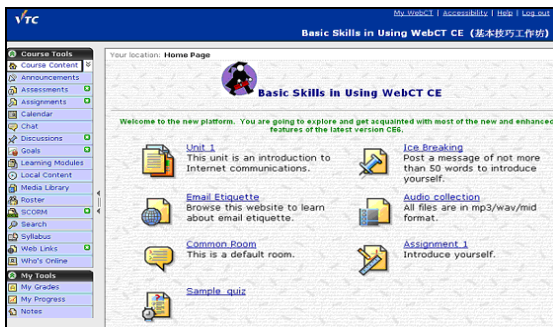 VTC
My WebCT | Accessibility | Help | Log out
Basic Skills in Using WebCT CE (基本技巧工作坊)
Course Tools
Course Content
Announcements
Assessments
Assignments
Calendar
Chat
Discussions
Goals
Learning Modules
Local Content
Media Library
Roster
SCORM
Search
Syllabus
Web Links
Who's Online
My Tools
My Grades
My Progress
Notes
Your location: Home Page
Basic Skills in Using WebCT CE
Welcome to the new platform. You are going to explore and get acquainted with most of the new and enhanced
features of the latest version CE6.
Unit 1
This unit is an introduction to
Internet communications.
Ice Breaking
Post a message of not more
than 50 words to introduce
yourself.
Email Etiquette
Browse this website to learn
about email etiquette.
Audio collection
All files are in mp3/wav/mid
format.
Common Room
This is a default room.
Assignment 1
Introduce yourself.
Sample quiz